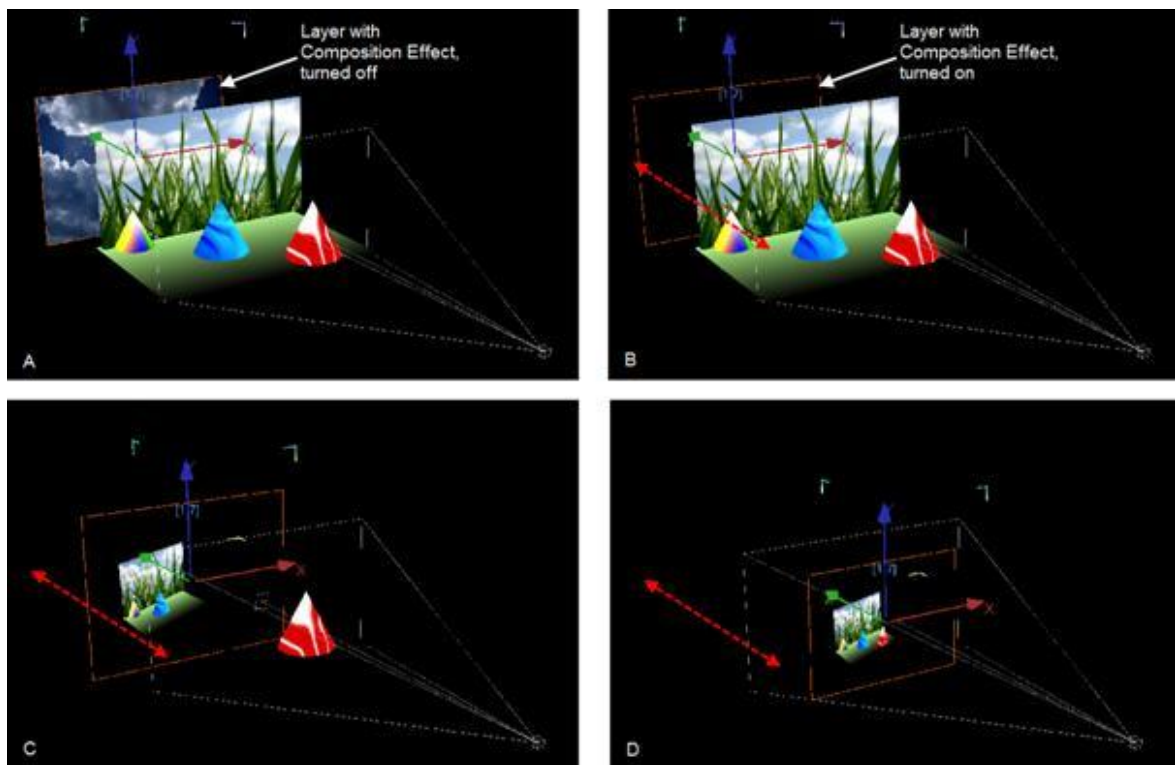 Layer with
Composition Effect,
turned off
Y
X
A
Layer with
Composition Effect,
turned on
X
B
Y
X
C
X
D